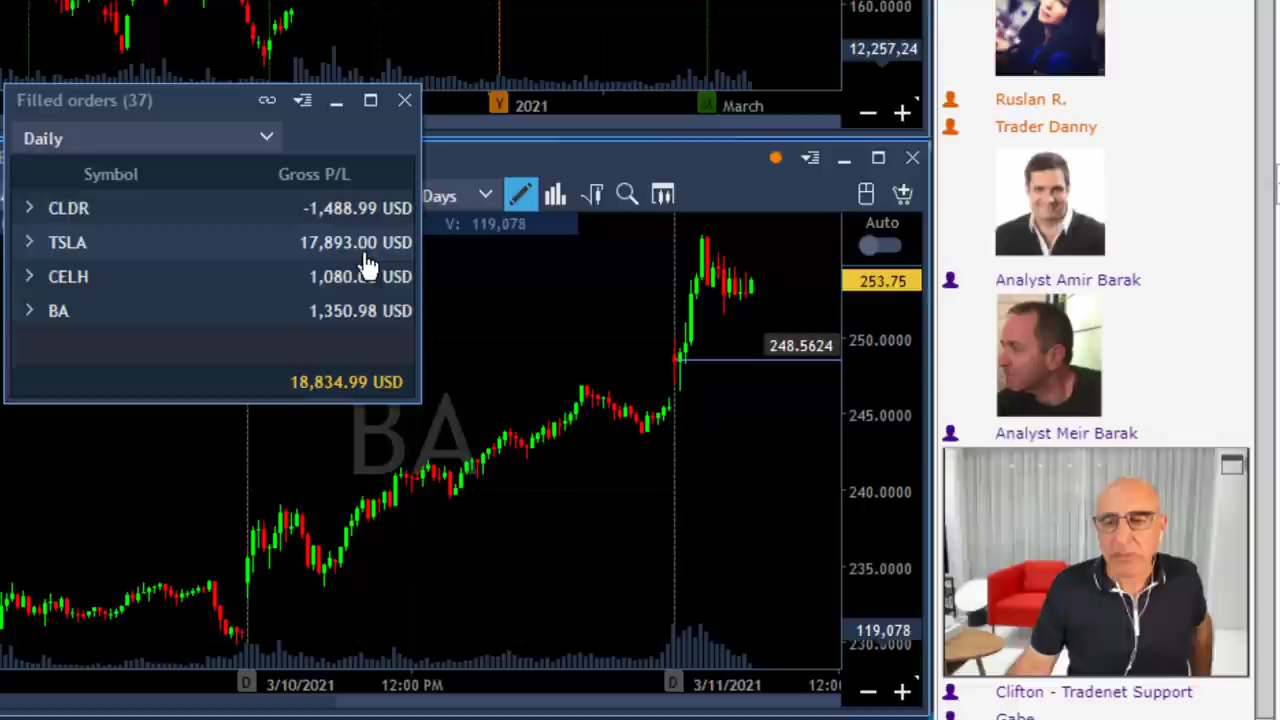 160.0000
12,257,24
Y 2021
M March
Filled orders (37)
Daily
Symbol Gross P/L
CLDR -1,488.99 USD
TSLA 17,893.00 USD
CELH USD
BA 1,350.98 USD
18,834.99 USD
Days
V: 119,078
Auto
253.75
250.0000
248.5624
245.0000
BA
240.0000
235.0000
119,078
230.0000
D 3/10/2021 12:00 PM D 3/11/2021
Ruslan R.
Trader Danny
Analyst Amir Barak
Analyst Meir Barak
Clifton - Tradenet Support
Gabe